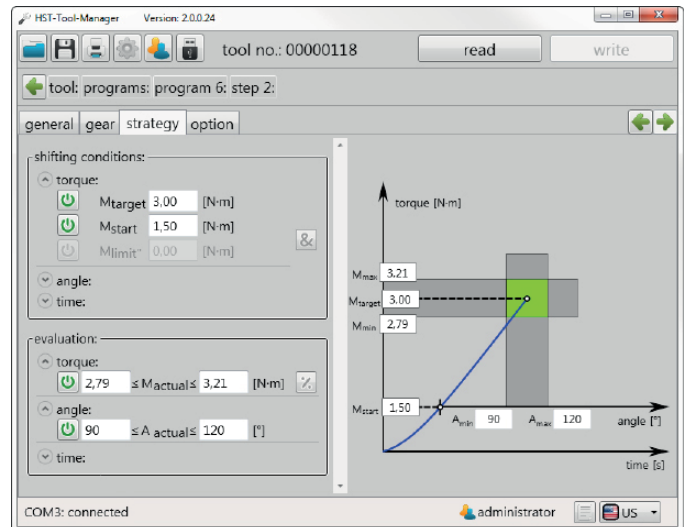 HST-Tool-Manager Version: 2.0.0.24
tool no.: 00000118 read write
tool: programs: program 6: step 2:
general gear strategy option
shifting conditions:
torque:
Mtarget 3,00 [N·m]
Mstart 1,50 [N·m]
Mlimit- 0,00 [N·m]
&
angle:
time:
evaluation:
torque:
2,79 ≤ Mactual ≤ 3,21 [N·m] %
angle:
90 ≤ A actual ≤ 120 [°]
time:
torque [N·m]
Mmax 3,21
Mtarget 3.00
Mmin 2,79
Mstart 1,50
Amin 90 Amax 120 angle [°]
time [s]
COM3: connected administrator US